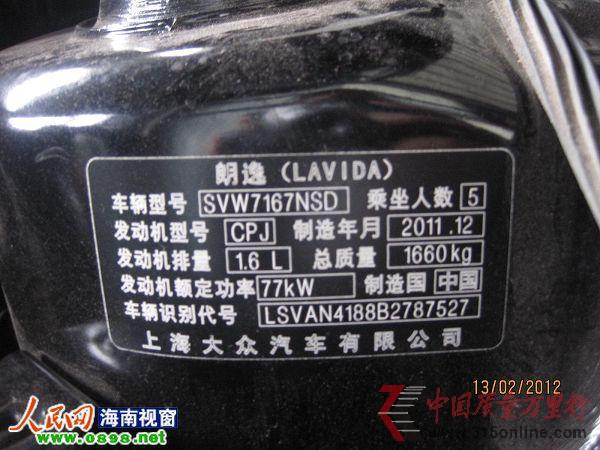 朗逸 (LAVIDA)
车辆型号 SVW7167NSD 乘坐人数 5
发动机型号 CPJ 制造年月 2011.12
发动机排量 1.6 L 总质量 1660kg
发动机额定功率 77kW 制造国 中国
车辆识别代号 LSVAN4188B2787527
上海大众汽车有限公司
13/02/2012
人民网 海南视窗
www.0898.net
中国质量万里行
www.315online.com